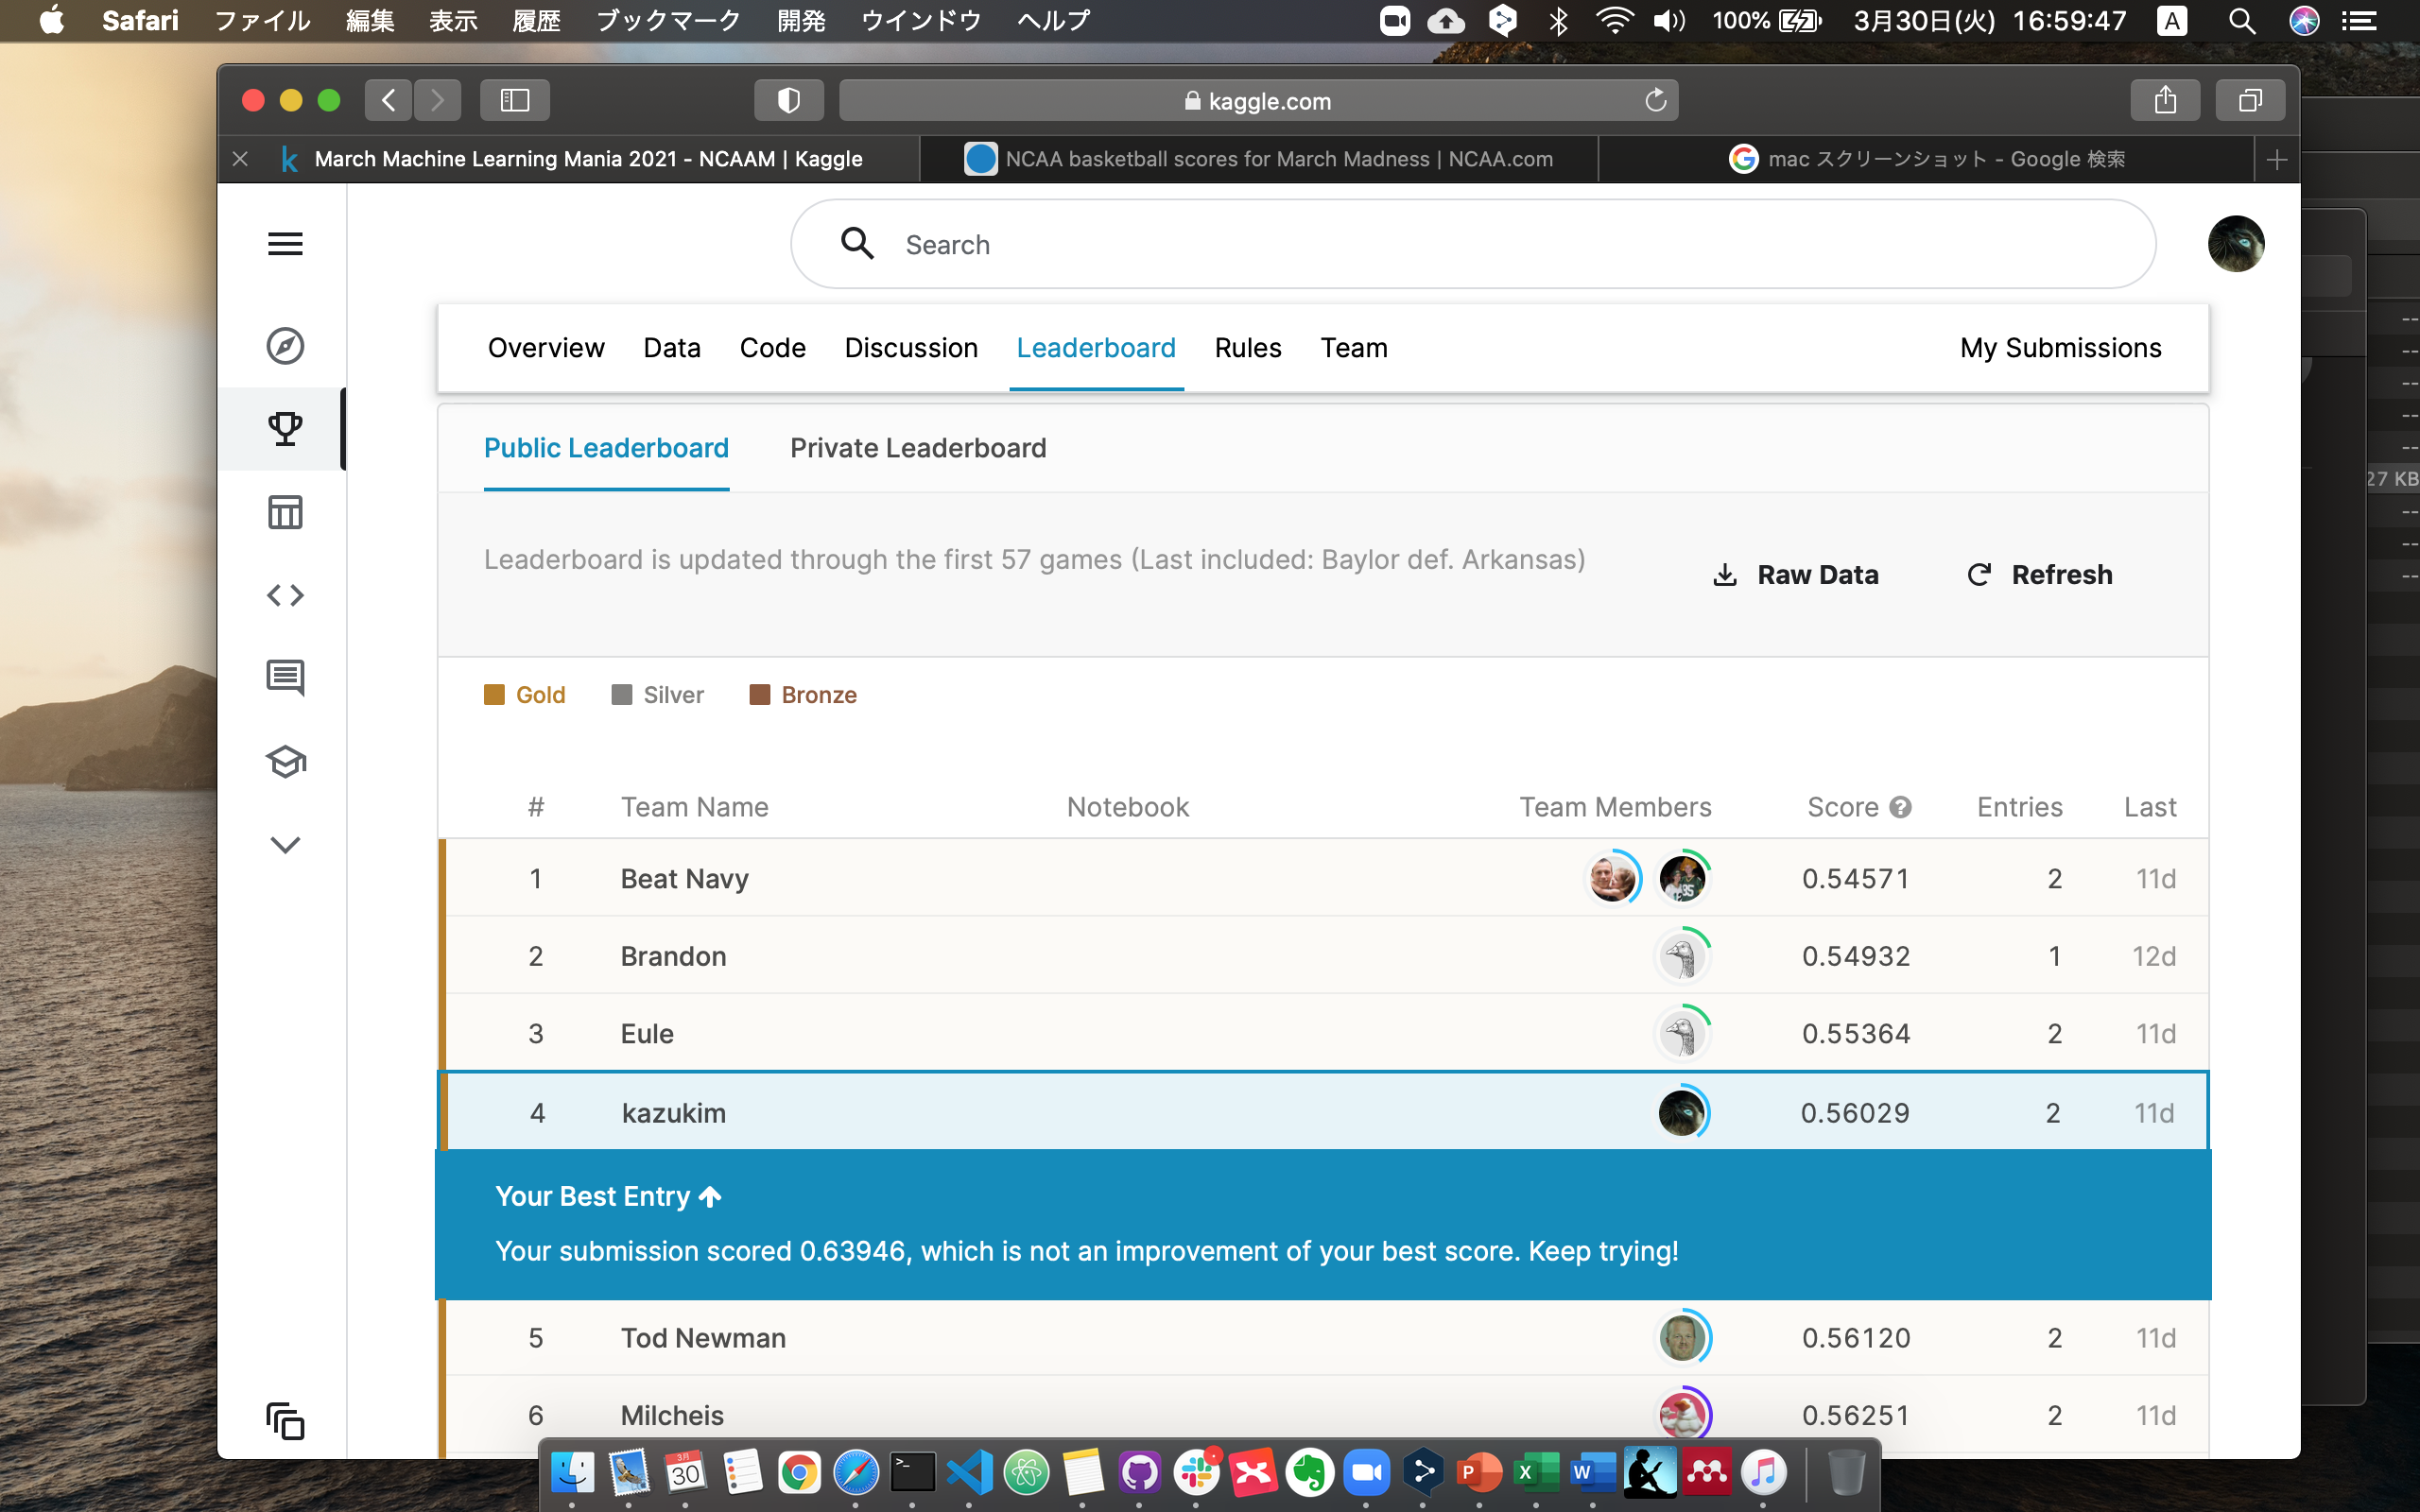 Safari ファイル 編集 表示 履歴 ブックマーク 開発 ウインドウ ヘルプ 100% 3月30日(火) 16:59:47 A
kaggle.com
k March Machine Learning Mania 2021 - NCAAM | Kaggle NCAA basketball scores for March Madness | NCAA.com G mac スクリーンショット - Google 検索
Search
Overview Data Code Discussion Leaderboard Rules Team My Submissions
Public Leaderboard Private Leaderboard
27 KB
Leaderboard is updated through the first 57 games (Last included: Baylor def. Arkansas)
Raw Data Refresh
Gold Silver Bronze
# Team Name Notebook Team Members Score Entries Last
1 Beat Navy 0.54571 2 11d
2 Brandon 0.54932 1 12d
3 Eule 0.55364 2 11d
4 kazukim 0.56029 2 11d
Your Best Entry
Your submission scored 0.63946, which is not an improvement of your best score. Keep trying!
5 Tod Newman 0.56120 2 11d
6 Milcheis 0.56251 2 11d
3月
30 P X W